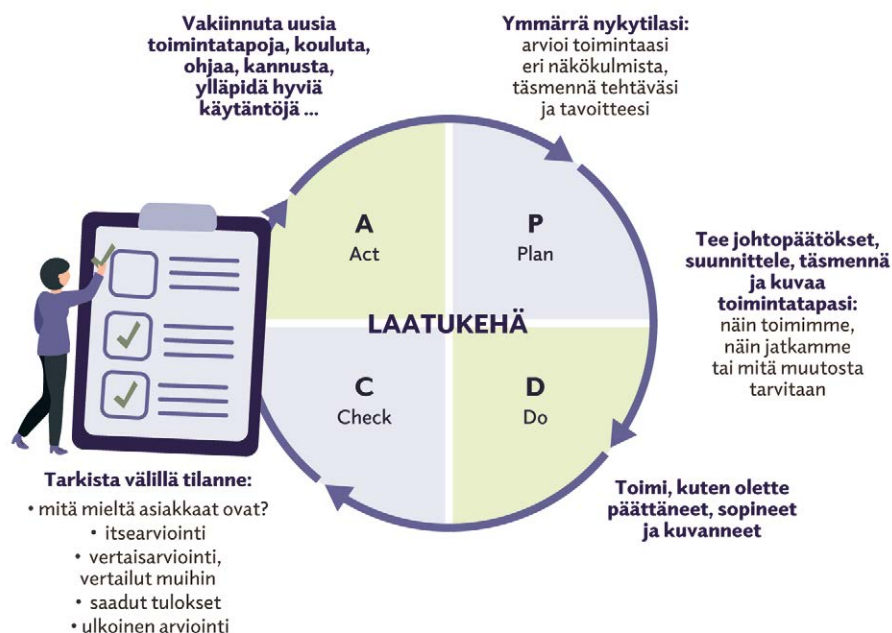 Vakiinnuta uusia
toimintatapoja, kouluta,
ohjaa, kannusta,
ylläpidä hyviä
käytäntöjä ...
Ymmärrä nykytilasi:
arvioi toimintaasi
eri näkökulmista,
täsmennä tehtäväsi
ja tavoitteesi
A
Act
P
Plan
Tee johtopäätökset,
suunnittele, täsmennä
ja kuvaa
toimintatapasi:
näin toimimme,
näin jatkamme
tai mitä muutosta
tarvitaan
LAATUKEHÄ
C
Check
D
Do
Tarkista välillä tilanne:
• mitä mieltä asiakkaat ovat?
• itsearviointi
• vertaisarviointi,
vertailut muihin
• saadut tulokset
• ulkoinen arviointi
Toimi, kuten olette
päättäneet, sopineet
ja kuvanneet